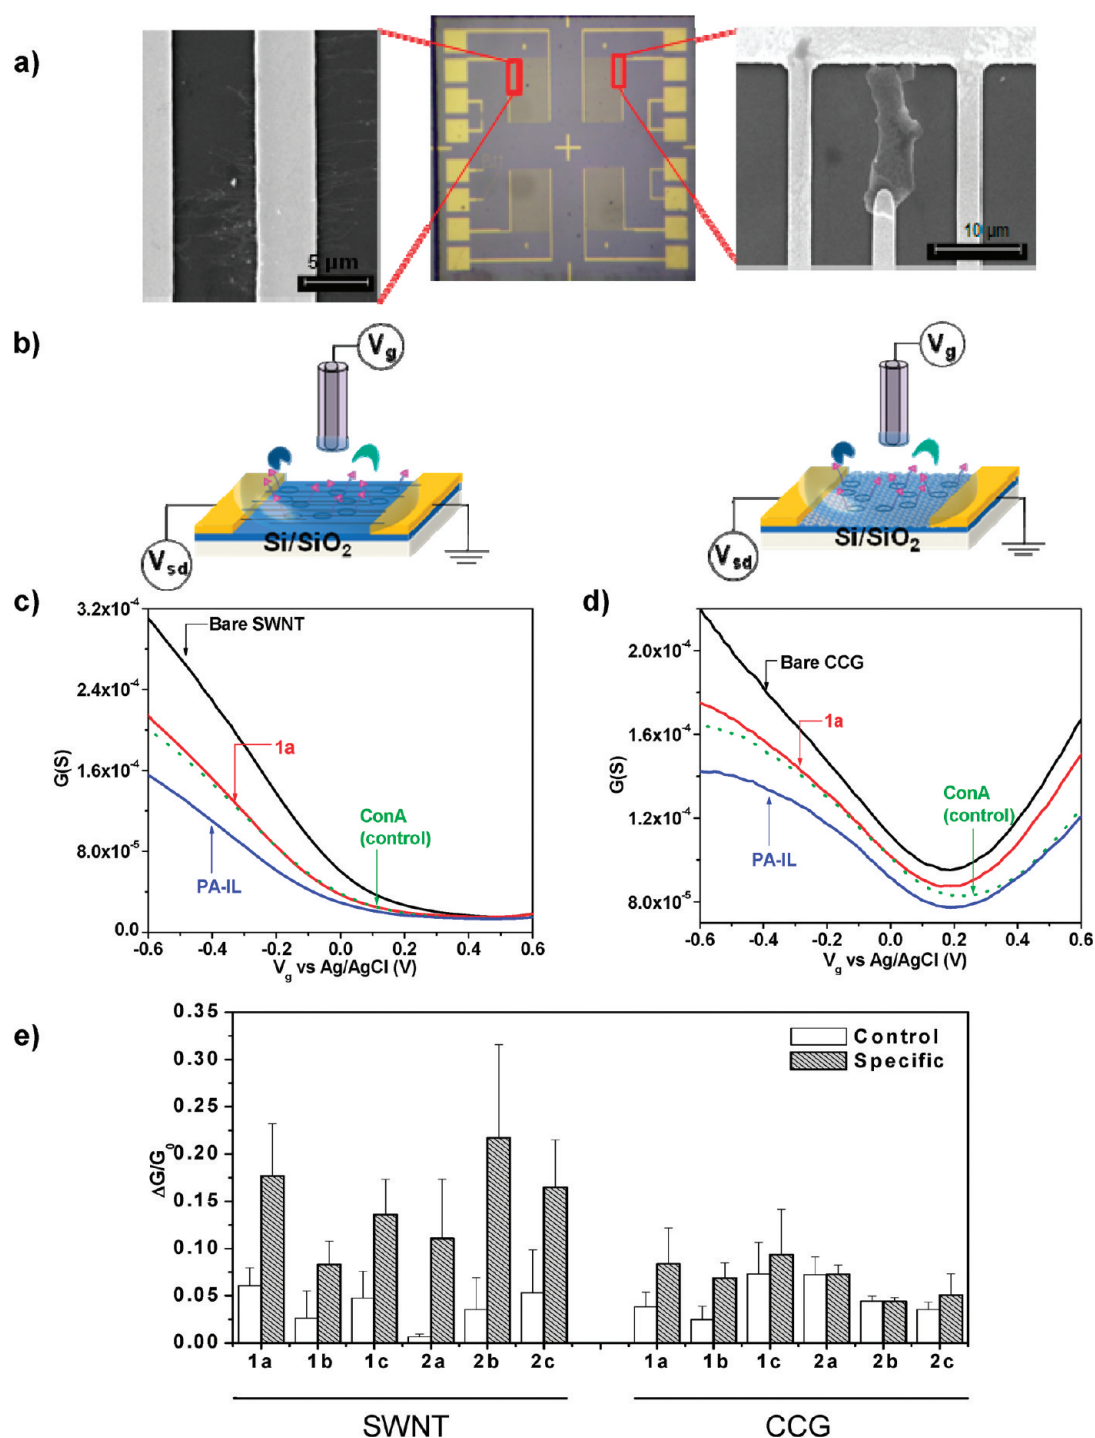 a)
5 µm
10 µm
b)
Vg
Vg
Si/SiO2
Vsd
Si/SiO2
Vsd
c)
3.2x10-4
2.4x10-4
1.6x10-4
8.0x10-5
0.0
G(S)
Bare SWNT
1a
ConA
(control)
PA-IL
-0.6 -0.4 -0.2 0.0 0.2 0.4 0.6
Vg vs Ag/AgCl (V)
d)
2.0x10-4
1.6x10-4
1.2x10-4
8.0x10-5
G(S)
Bare CCG
1a
ConA
(control)
PA-IL
-0.6 -0.4 -0.2 0.0 0.2 0.4 0.6
Vg vs Ag/AgCl (V)
e)
0.35
0.30
0.25
0.20
0.15
0.10
0.05
0.00
ΔG/G0
Control
Specific
1a 1b 1c 2a 2b 2c 1a 1b 1c 2a 2b 2c
SWNT CCG